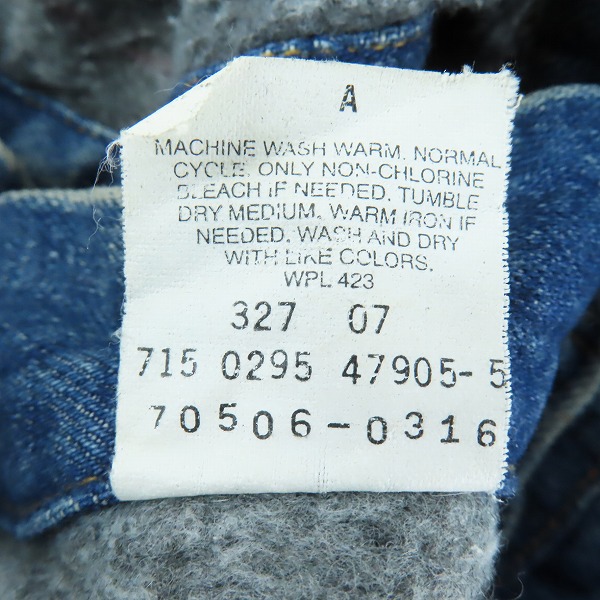 A
MACHINE WASH WARM. NORMAL
CYCLE. ONLY NON-CHLORINE
BLEACH IF NEEDED. TUMBLE
DRY MEDIUM. WARM IRON IF
NEEDED. WASH AND DRY
WITH LIKE COLORS.
WPL 423
327 07
715 0295 47905-5
70506-0316